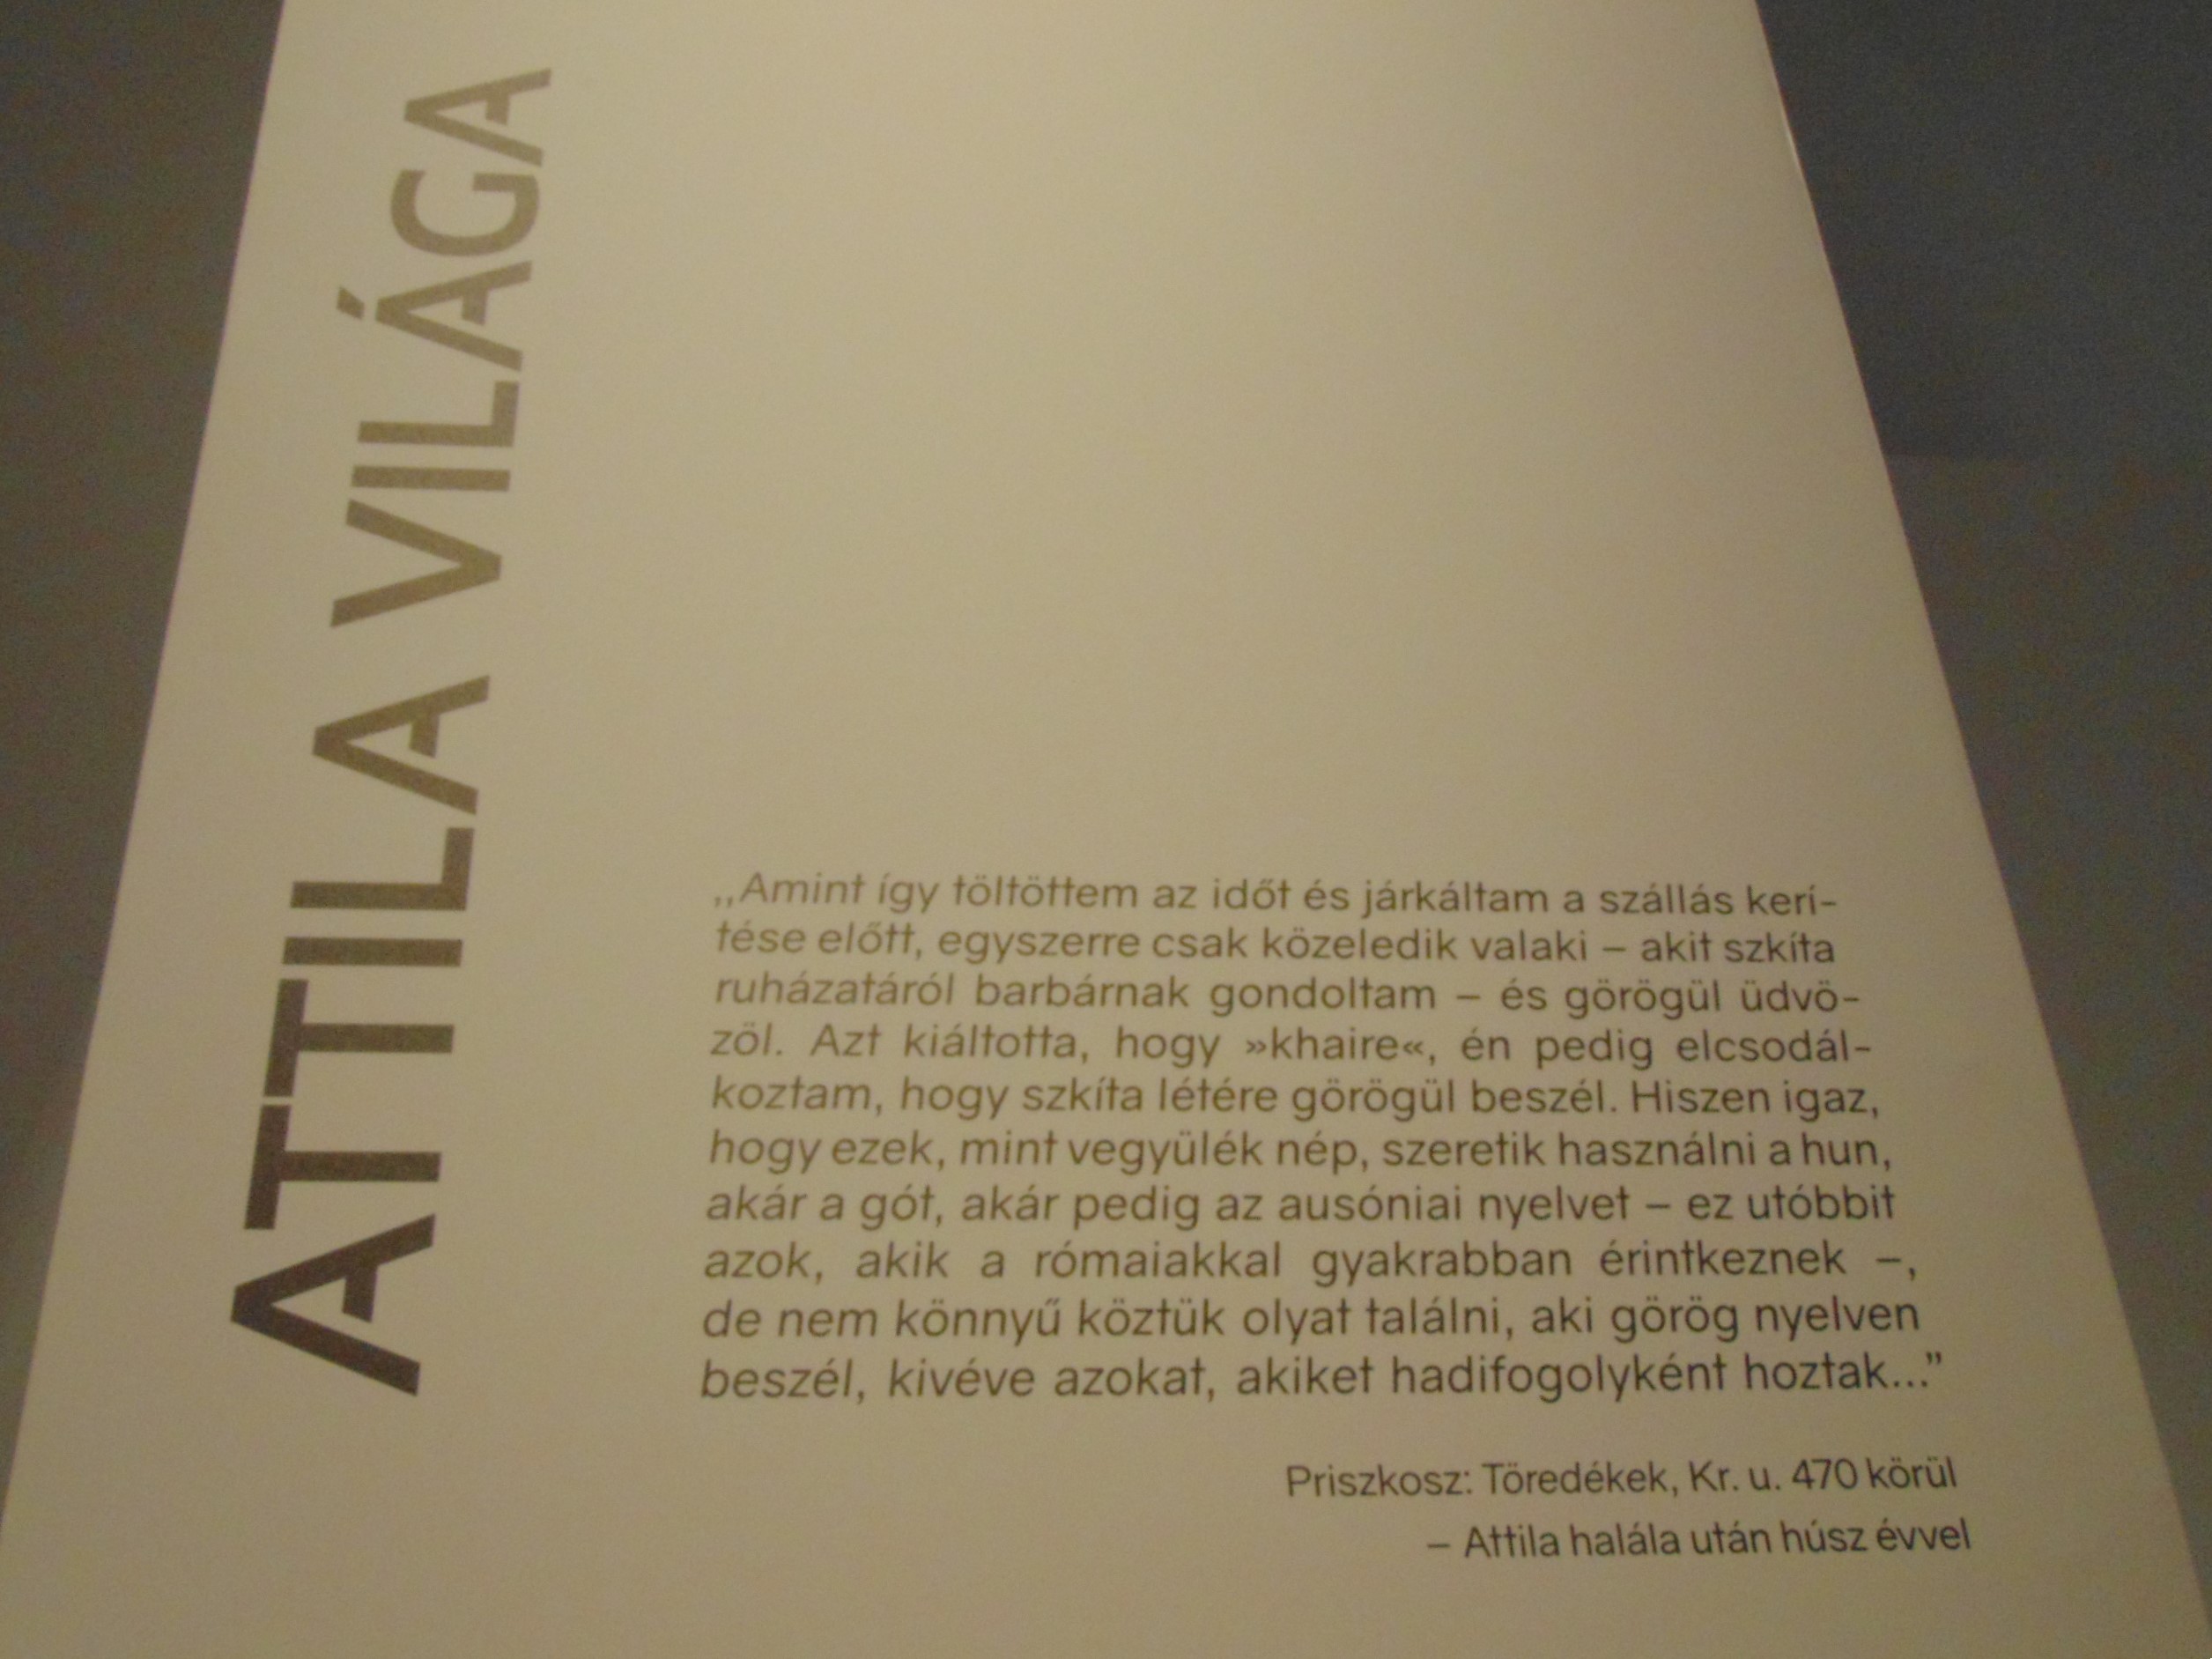 ATTILA VILÁGA
„Amint így töltöttem az időt és járkáltam a szállás kerí-
tése előtt, egyszerre csak közeledik valaki – akit szkíta
ruházatáról barbárnak gondoltam – és görögül üdvö-
zöl. Azt kiáltotta, hogy »khaire«, én pedig elcsodál-
koztam, hogy szkíta létére görögül beszél. Hiszen igaz,
hogy ezek, mint vegyülék nép, szeretik használni a hun,
akár a gót, akár pedig az ausóniai nyelvet – ez utóbbit
azok, akik a rómaiakkal gyakrabban érintkeznek –,
de nem könnyű köztük olyat találni, aki görög nyelven
beszél, kivéve azokat, akiket hadifogolyként hoztak...”
Priszkosz: Töredékek, Kr. u. 470 körül
– Attila halála után húsz évvel